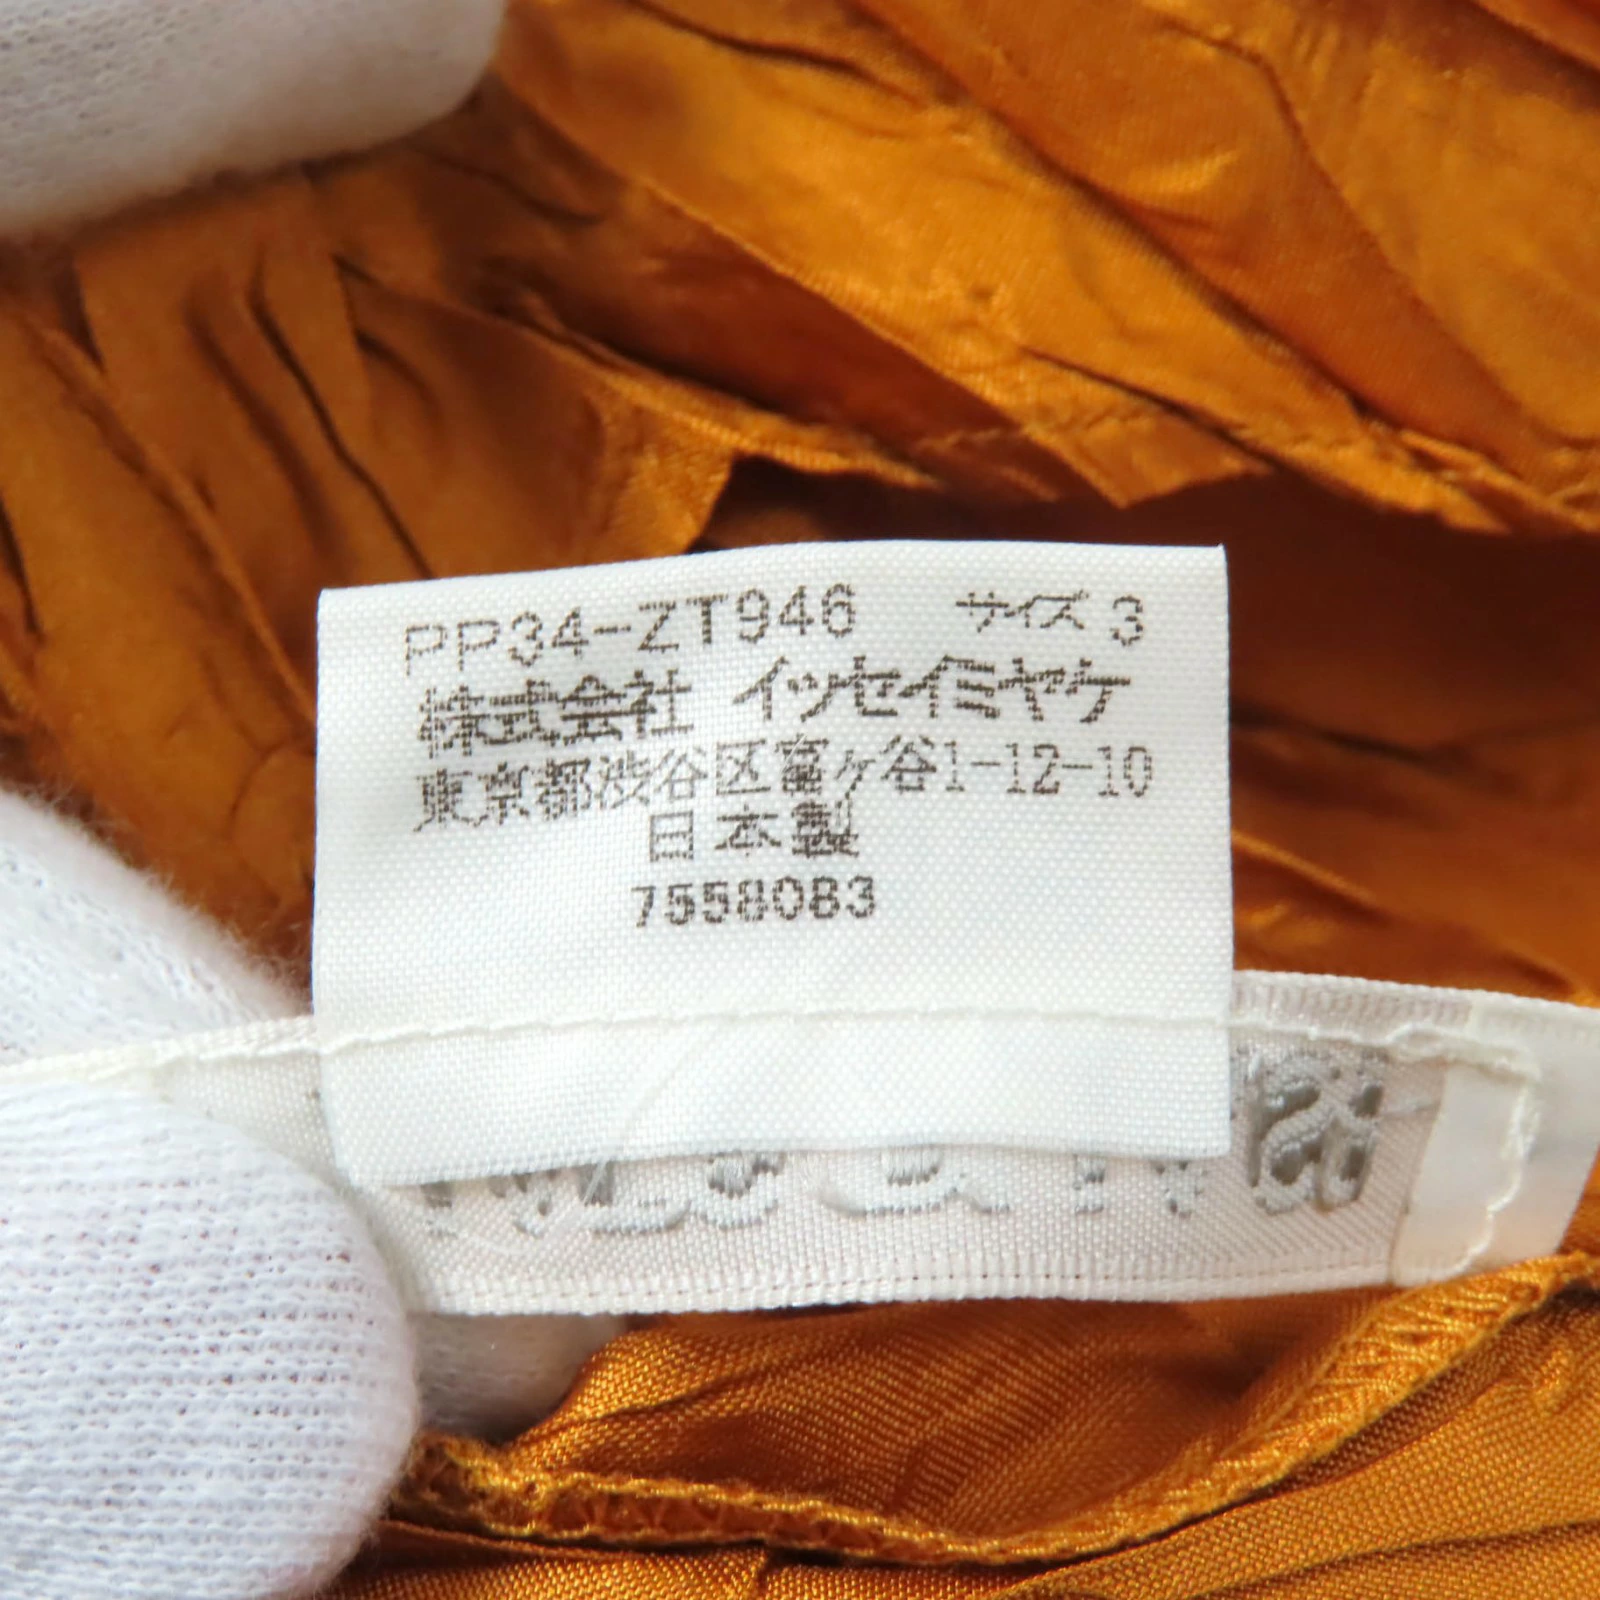 PP34-ZT946 サイズ 3
株式会社 イッセイミヤケ
東京都渋谷区富ヶ谷1-12-10
日本製
7558083